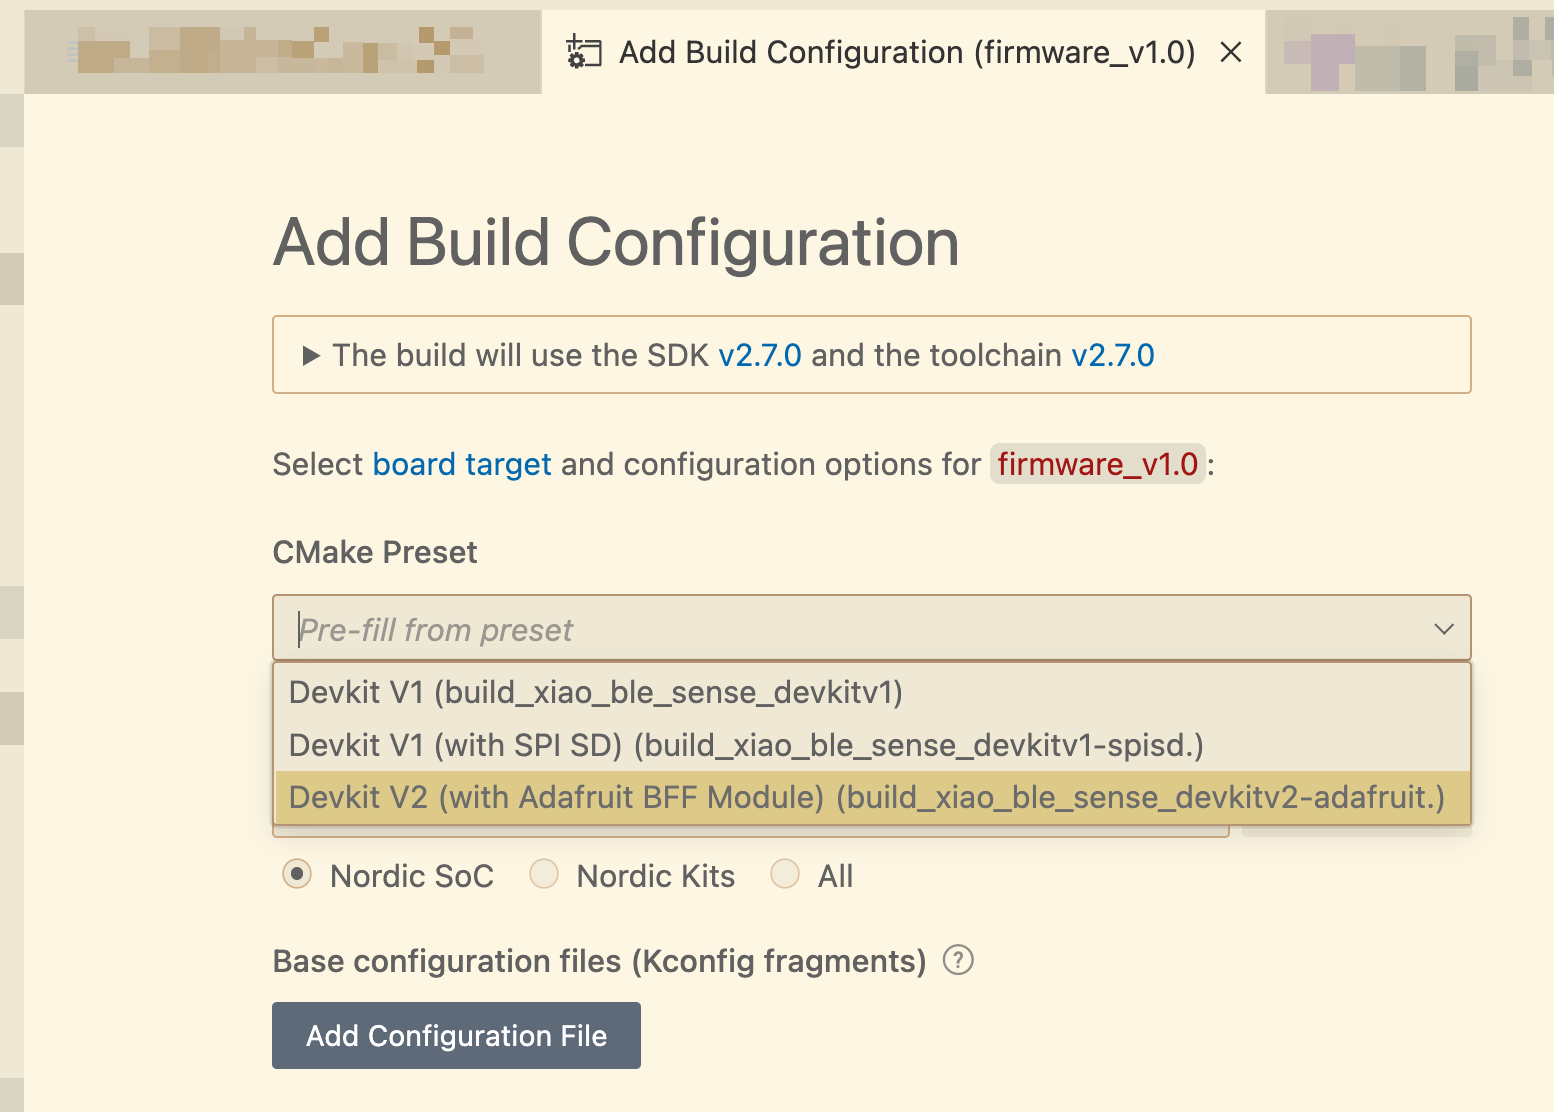 Add Build Configuration (firmware_v1.0)
Add Build Configuration
The build will use the SDK v2.7.0 and the toolchain v2.7.0
Select board target and configuration options for firmware_v1.0:
CMake Preset
Pre-fill from preset
Devkit V1 (build_xiao_ble_sense_devkitv1)
Devkit V1 (with SPI SD) (build_xiao_ble_sense_devkitv1-spisd.)
Devkit V2 (with Adafruit BFF Module) (build_xiao_ble_sense_devkitv2-adafruit.)
Nordic SoC Nordic Kits All
Base configuration files (Kconfig fragments) ?
Add Configuration File